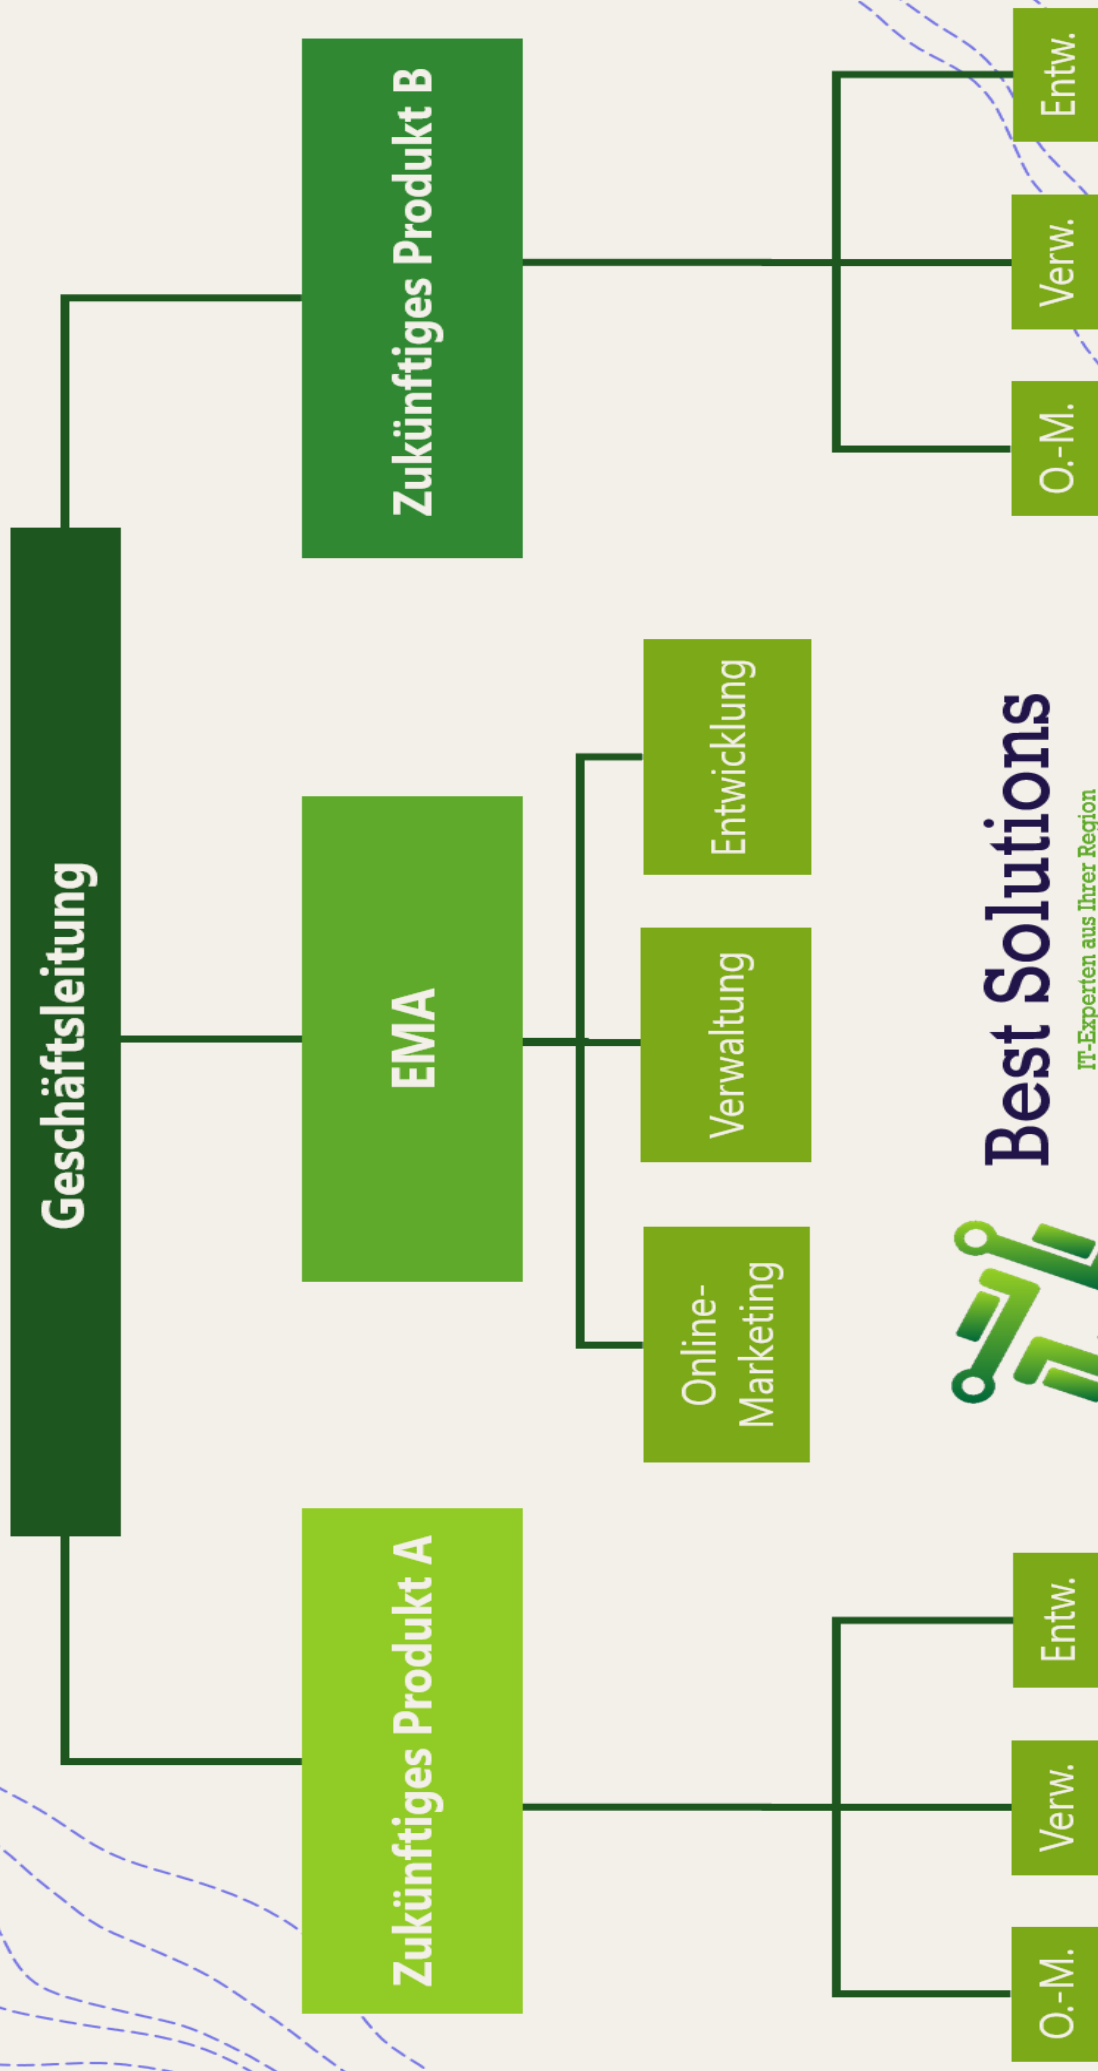 Geschäftsleitung
Zukünftiges Produkt A
EMA
Zukünftiges Produkt B
Online-
Marketing
Verwaltung
Entwicklung
O.-M.
Verw.
Entw.
Best Solutions
IT-Experten aus Ihrer Region
O.-M.
Verw.
Entw.